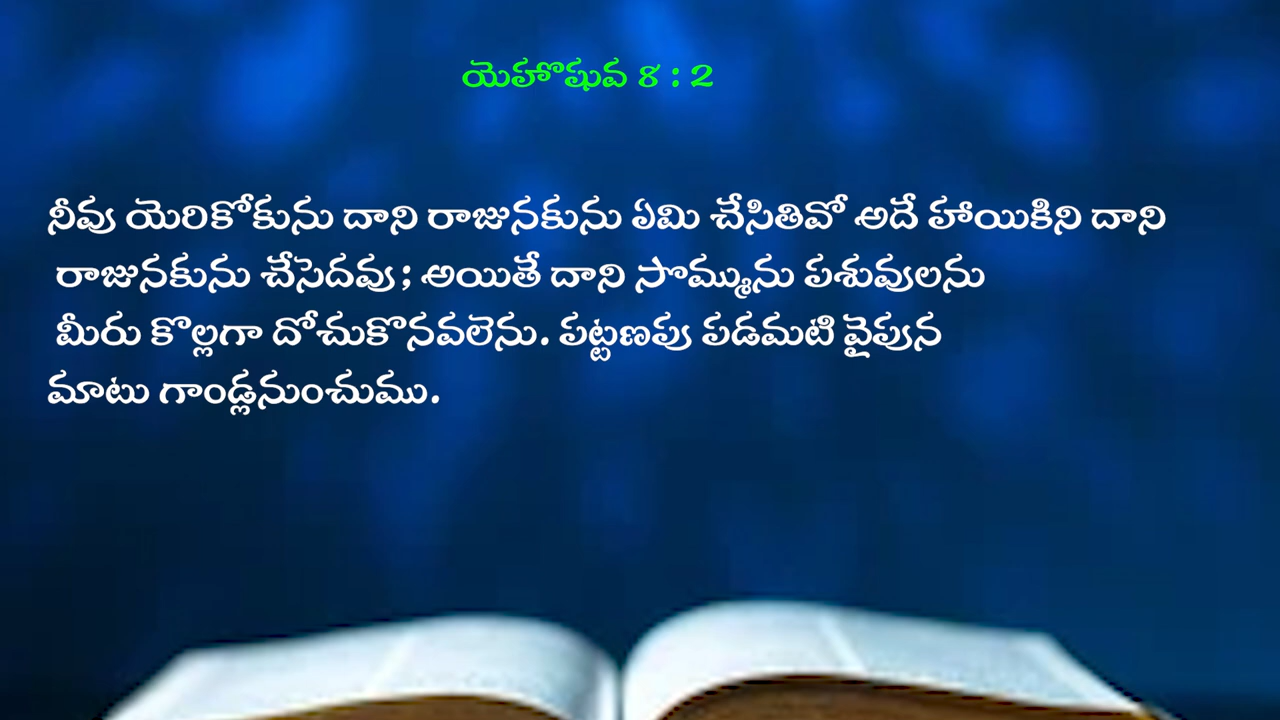 యెహోషువ 8 : 2
నీవు యెరికోకును దాని రాజునకును ఏమి చేసితివో అదే హాయికిని దాని
రాజునకును చేసెదవు; అయితే దాని సొమ్మును పశువులను
మీరు కొల్లగా దోచుకొనవలెను. పట్టణపు పడమటి వైపున
మాటు గాండ్లనుంచుము.